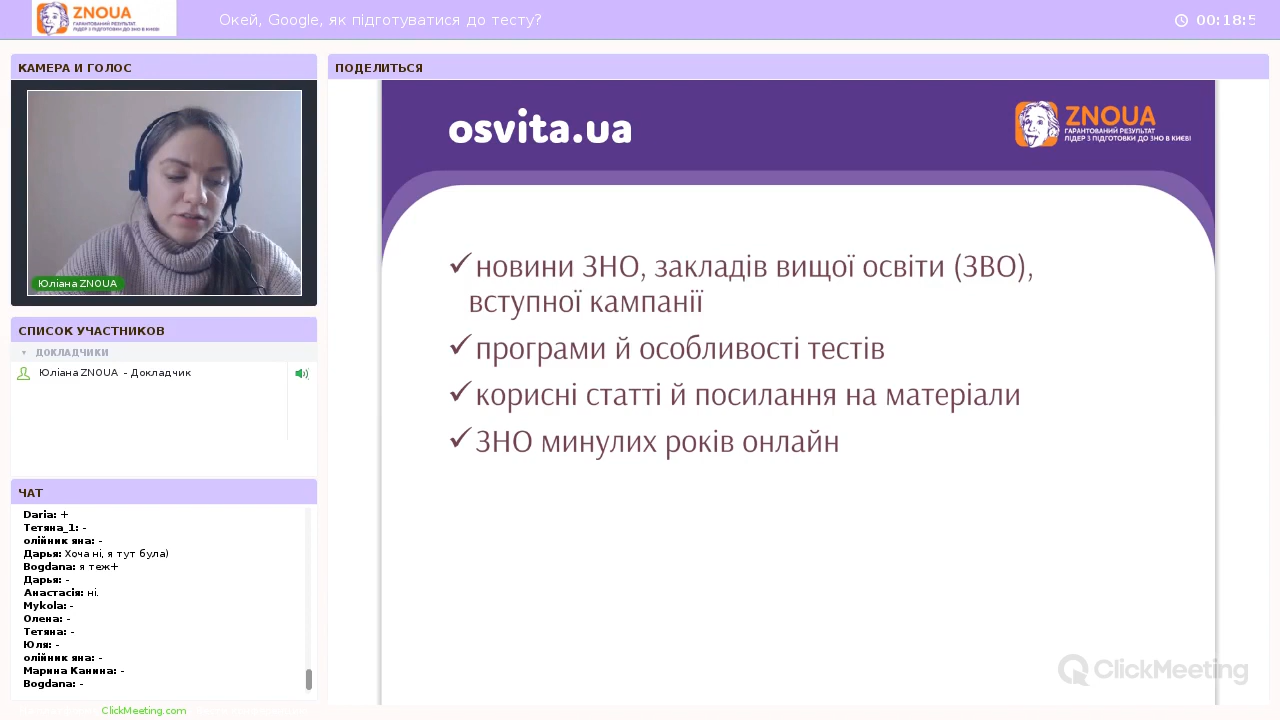 ZNOUA
ГАРАНТОВАНИЙ РЕЗУЛЬТАТ
ЛІДЕР З ПІДГОТОВКИ ДО ЗНО В КИЄВІ
Окей, Google, як підготуватися до тесту?
00:18:5
КАМЕРА И ГОЛОС
Юліана ZNOUA
СПИСОК УЧАСТНИКОВ
ДОКЛАДЧИКИ
Юліана ZNOUA - Докладчик
ЧАТ
Daria: +
Тетяна_1: -
олійник яна: -
Дарья: Хоча ні, я тут була)
Bogdana: я теж+
Дарья: -
Анастасія: ні.
Mykola: -
Олена: -
Тетяна: -
Юля: -
олійник яна: -
Марина Канина: -
Bogdana: -
ClickMeeting.com
ПОДЕЛИТЬСЯ
osvita.ua
ZNOUA
ГАРАНТОВАНИЙ РЕЗУЛЬТАТ
ЛІДЕР З ПІДГОТОВКИ ДО ЗНО В КИЄВІ
✓новини ЗНО, закладів вищої освіти (ЗВО),
вступної кампанії
✓програми й особливості тестів
✓корисні статті й посилання на матеріали
✓ЗНО минулих років онлайн
ClickMeeting